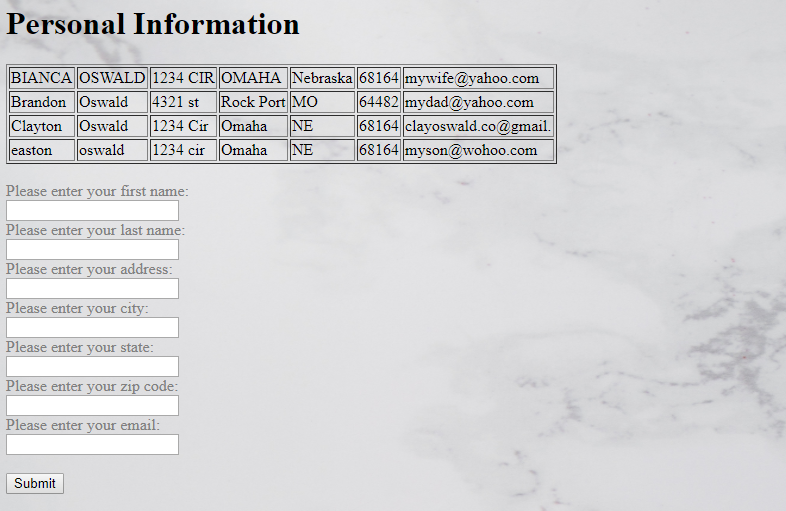 Personal Information
BIANCA OSWALD 1234 CIR OMAHA Nebraska 68164 mywife@yahoo.com
Brandon Oswald 4321 st Rock Port MO 64482 mydad@yahoo.com
Clayton Oswald 1234 Cir Omaha NE 68164 clayoswald.co@gmail.
easton oswald 1234 cir Omaha NE 68164 myson@wohoo.com
Please enter your first name:
Please enter your last name:
Please enter your address:
Please enter your city:
Please enter your state:
Please enter your zip code:
Please enter your email:
Submit